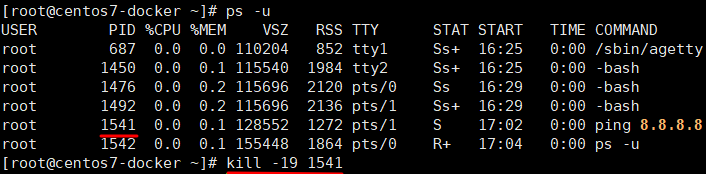 [root@centos7-docker ~]# ps -u
USER       PID %CPU %MEM    VSZ   RSS TTY      STAT START   TIME COMMAND
root       687  0.0  0.0 110204   852 tty1     Ss+  16:25   0:00 /sbin/agetty
root      1450  0.0  0.1 115540  1984 tty2     Ss+  16:25   0:00 -bash
root      1476  0.0  0.2 115696  2120 pts/0    Ss   16:29   0:00 -bash
root      1492  0.0  0.2 115696  2136 pts/1    Ss+  16:29   0:00 -bash
root      1541  0.0  0.1 128552  1272 pts/1    S    17:02   0:00 ping 8.8.8.8
root      1542  0.0  0.1 155448  1864 pts/0    R+   17:04   0:00 ps -u
[root@centos7-docker ~]# kill -19 1541